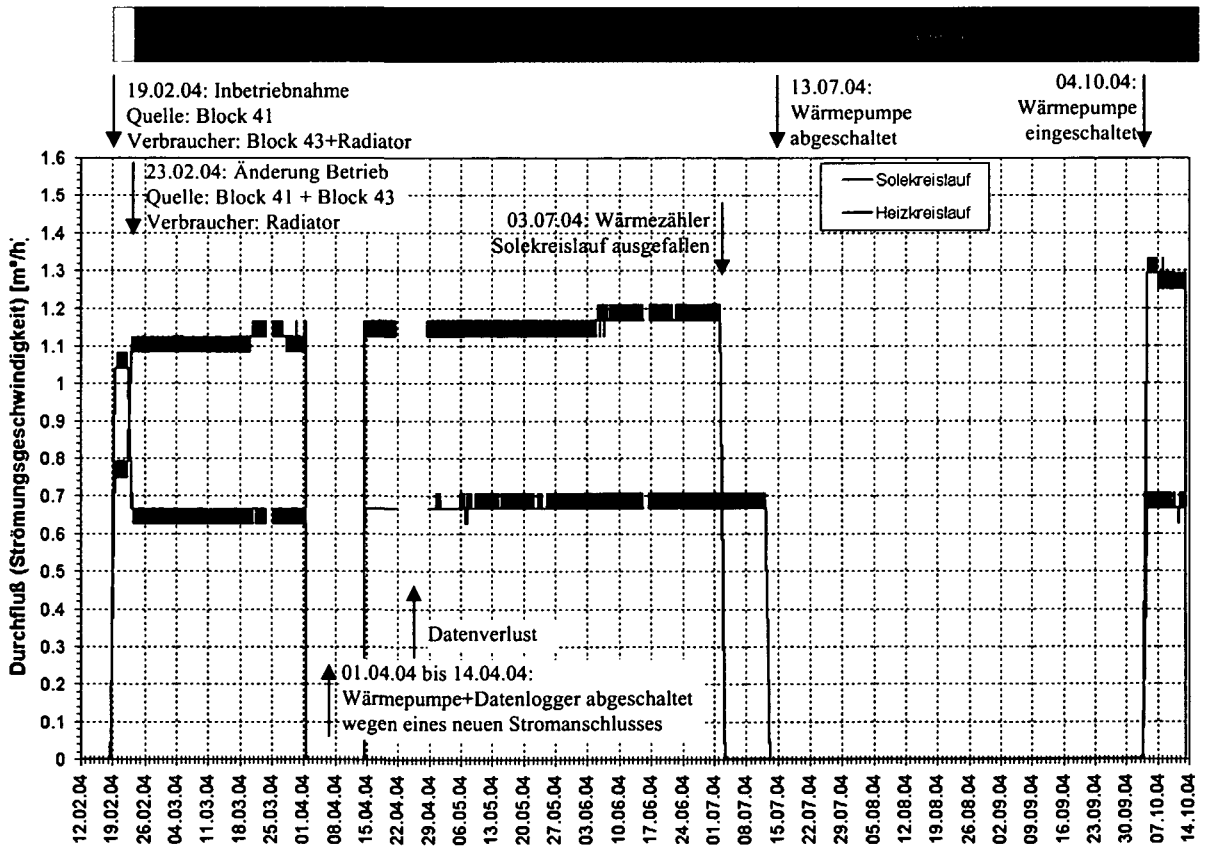 19.02.04: Inbetriebnahme
Quelle: Block 41
Verbraucher: Block 43+Radiator
13.07.04:
Wärmepumpe
abgeschaltet
04.10.04:
Wärmepumpe
eingeschaltet
23.02.04: Änderung Betrieb
Quelle: Block 41 + Block 43
Verbraucher: Radiator
03.07.04: Wärmezähler
Solekreislauf ausgefallen
Solekreislauf
Heizkreislauf
Durchfluß (Strömungsgeschwindigkeit) [m³/h]
1.6
1.5
1.4
1.3
1.2
1.1
1
0.9
0.8
0.7
0.6
0.5
0.4
0.3
0.2
0.1
0
Datenverlust
01.04.04 bis 14.04.04:
Wärmepumpe+Datenlogger abgeschaltet
wegen eines neuen Stromanschlusses
12.02.04
19.02.04
26.02.04
04.03.04
11.03.04
18.03.04
25.03.04
01.04.04
08.04.04
15.04.04
22.04.04
29.04.04
06.05.04
13.05.04
20.05.04
27.05.04
03.06.04
10.06.04
17.06.04
24.06.04
01.07.04
08.07.04
15.07.04
22.07.04
29.07.04
05.08.04
12.08.04
19.08.04
26.08.04
02.09.04
09.09.04
16.09.04
23.09.04
30.09.04
07.10.04
14.10.04